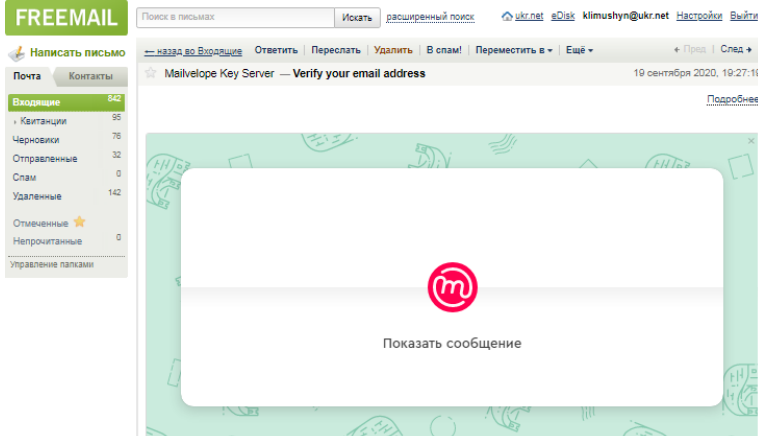 FREEMAIL
Поиск в письмах
Искать
расширенный поиск
ukr.net eDisk klimushyn@ukr.net Настройки Выйти
Написать письмо
← назад во Входящие Ответить Переслать Удалить В спам! Переместить в Ещё
← Пред. След →
Почта Контакты
Mailvelope Key Server — Verify your email address
19 сентября 2020, 19:27:19
Подробнее
Входящие 842
› Квитанции 95
Черновики 76
Отправленные 32
Спам 0
Удаленные 142
Отмеченные
Непрочитанные 0
Управление папками
m
Показать сообщение